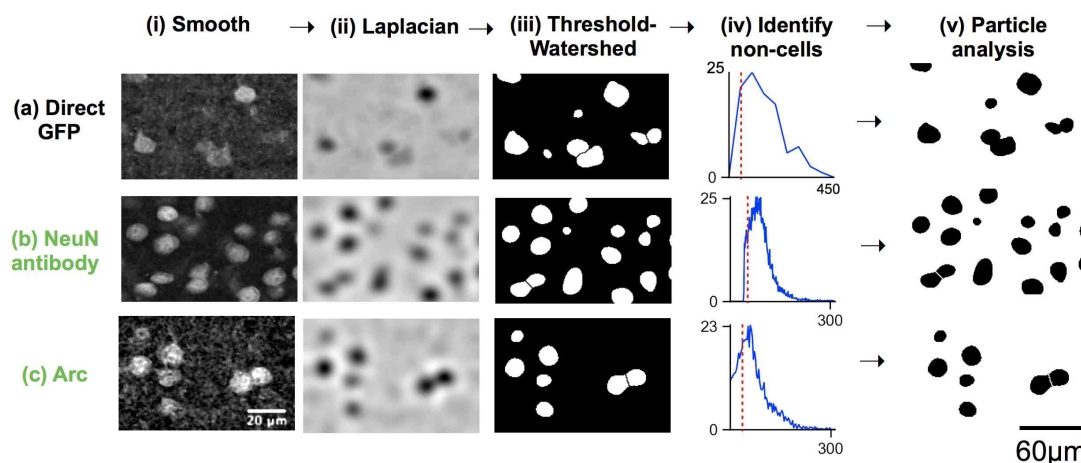 (i) Smooth → (ii) Laplacian → (iii) Threshold- → (iv) Identify → (v) Particle
Watershed non-cells analysis
(a) Direct
GFP
25
0
450
(b) NeuN
antibody
25
0
300
(c) Arc
20 µm
23
0
300
60µm